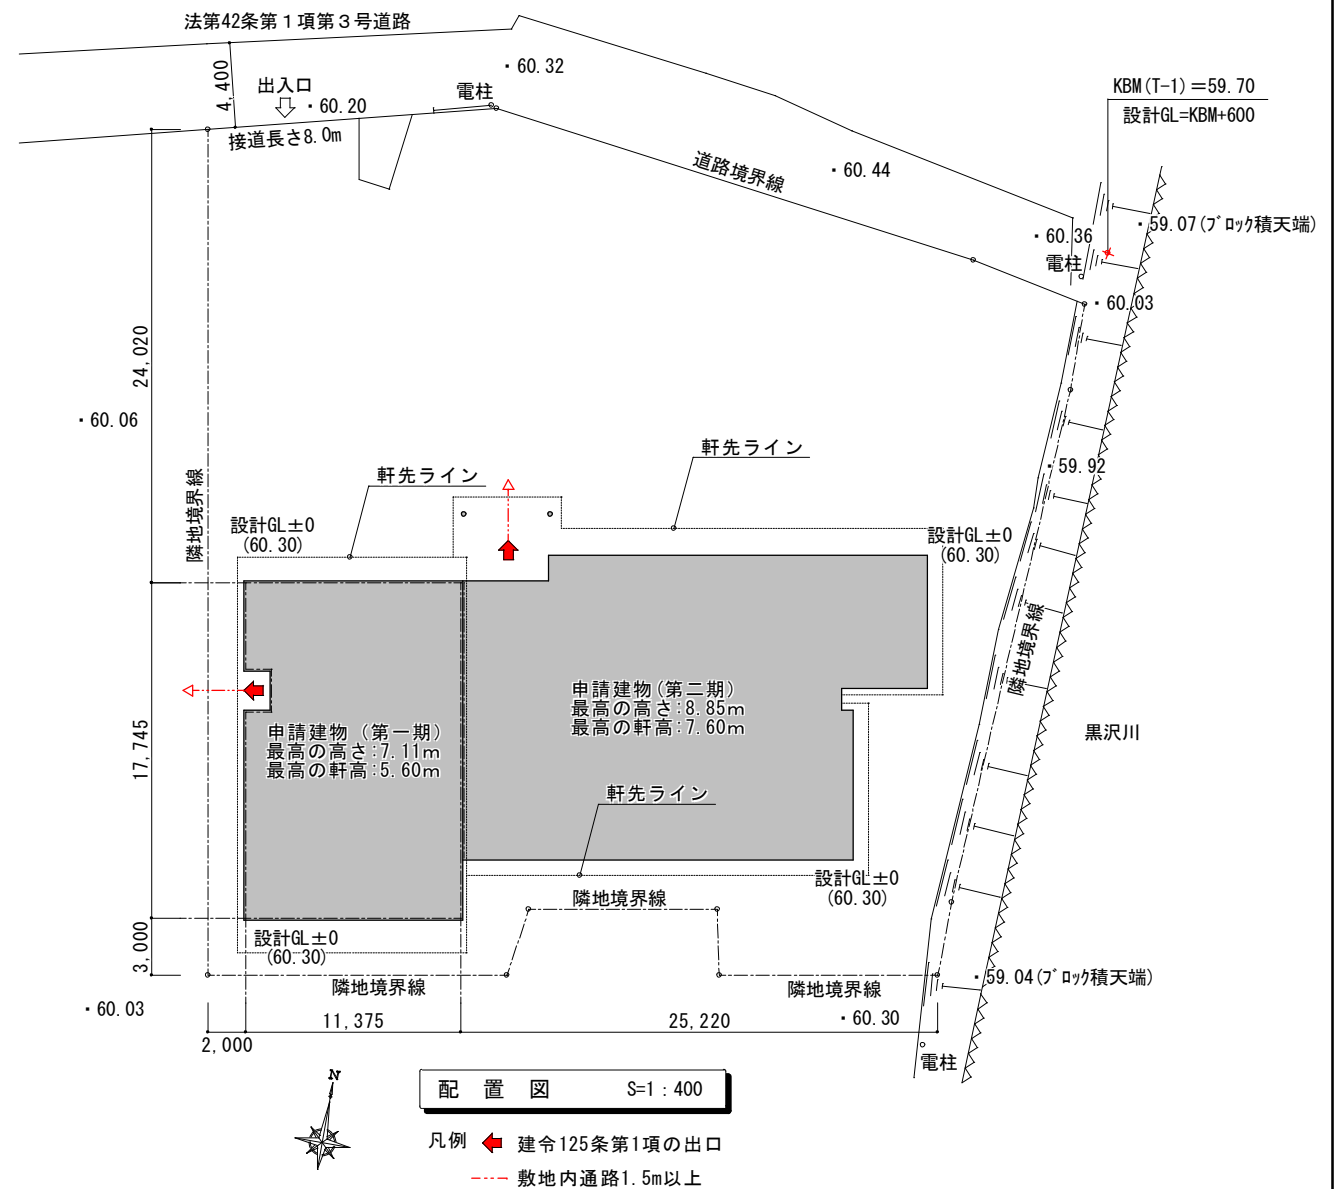 法第42条第１項第３号道路
4,400
出入口
・60.20
接道長さ8.0m
電柱
・60.32
道路境界線
・60.44
KBM(T-1)＝59.70
設計GL=KBM+600
・59.07(ﾌﾞﾛｯｸ積天端)
・60.36
電柱
・60.03
24,020
・60.06
隣地境界線
軒先ライン
軒先ライン
・59.92
設計GL±0
(60.30)
設計GL±0
(60.30)
隣地境界線
申請建物（第一期）
最高の高さ:7.11ｍ
最高の軒高:5.60ｍ
申請建物(第二期)
最高の高さ:8.85ｍ
最高の軒高:7.60ｍ
黒沢川
17,745
軒先ライン
設計GL±0
(60.30)
隣地境界線
設計GL±0
(60.30)
3,000
隣地境界線
隣地境界線
・59.04(ﾌﾞﾛｯｸ積天端)
・60.03
11,375
25,220
・60.30
2,000
電柱
N
配　置　図　S=1：400
凡例
建令125条第1項の出口
敷地内通路1.5m以上